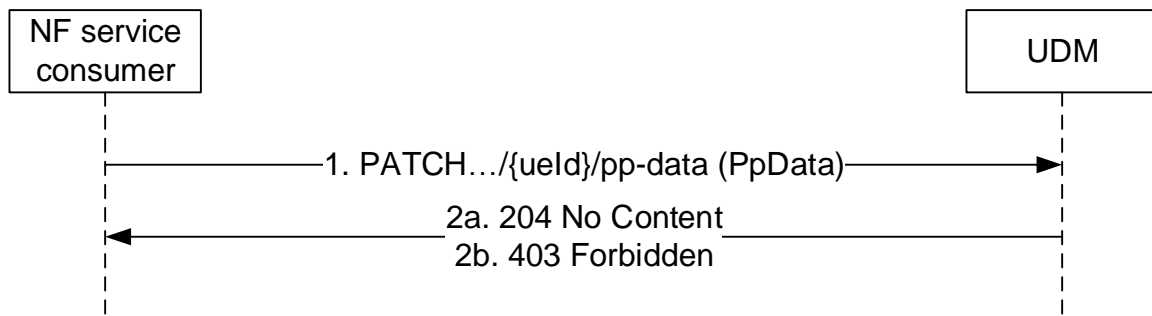 NF service
consumer
UDM
1. PATCH…/{ueId}/pp-data (PpData)
2a. 204 No Content
2b. 403 Forbidden